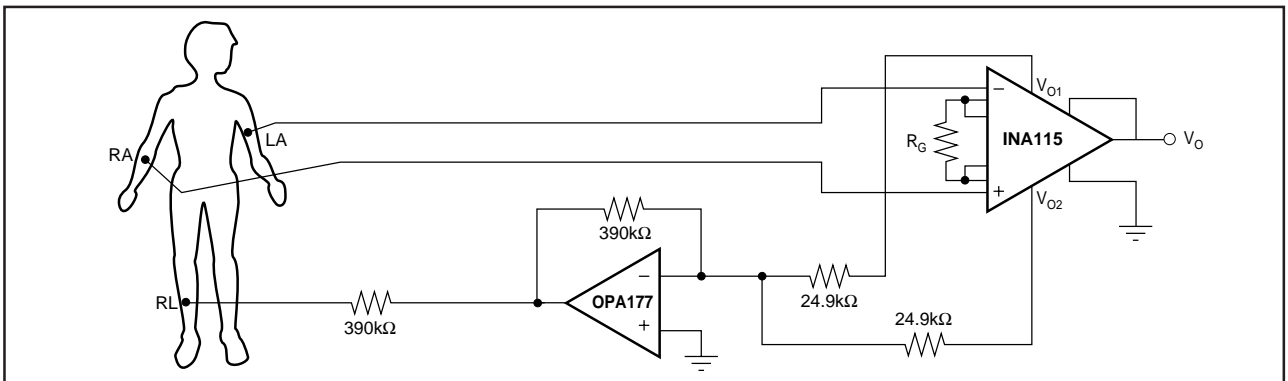 V_O1
−
LA
INA115
R_G
V_O
RA
+
V_O2
390kΩ
−
24.9kΩ
OPA177
RL
24.9kΩ
+
390kΩ